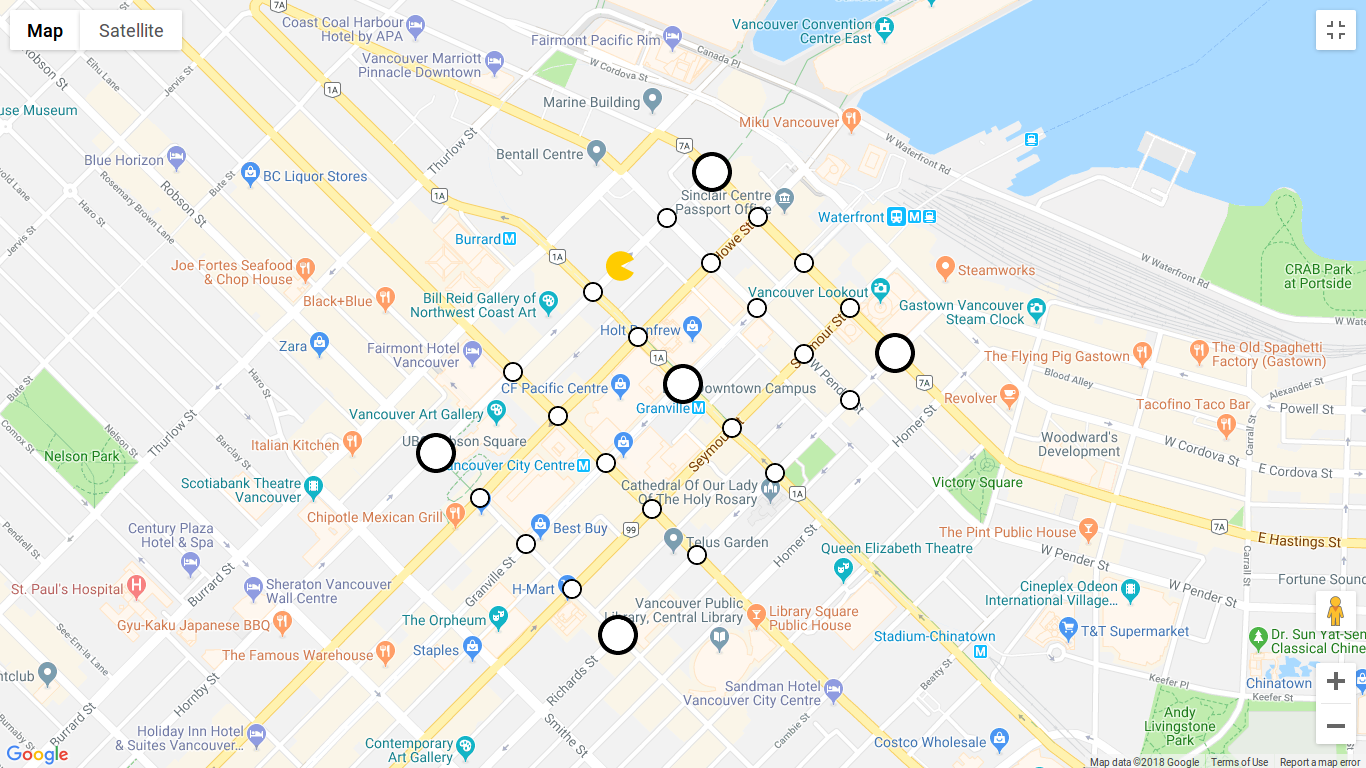 Map
Satellite
Coast Coal Harbour
Hotel by APA
Fairmont Pacific Rim
Vancouver Convention
Centre East
Canada Pl
W Cordova St
Vancouver Marriott
Pinnacle Downtown
Robson St
Eihu Lane
Jervis St
1A
Marine Building
Miku Vancouver
W Waterfront Rd
use Museum
Thurlow St
7A
Blue Horizon
Bentall Centre
BC Liquor Stores
Bute St
Robson St
Rosemary Brown Lane
Haro St
1A
Sinclair Centre
Passport Office
Waterfront
M
Howe St
Burrard
M
1A
Jervis St
Joe Fortes Seafood
& Chop House
Steamworks
W Waterfront Rd
CRAB Park
at Portside
Black+Blue
Bill Reid Gallery of
Northwest Coast Art
Vancouver Lookout
Gastown Vancouver
Steam Clock
Holt Renfrew
Seymour St
W Wate
Zara
Fairmont Hotel
Vancouver
1A
The Flying Pig Gastown
The Old Spaghetti
Factory (Gastown)
CF Pacific Centre
Downtown Campus
W Pender St
7A
Blood Alley
Alexander St
Bute St
Revolver
Tacofino Taco Bar
Powell St
Granville
M
Vancouver Art Gallery
Homer St
Comox St
Nelson St
Thurlow St
Italian Kitchen
Barclay St
Haro St
Carrall St
W Cordova St
E Cordova St
Woodward's
Development
Nelson Park
Vancouver City Centre
M
Seymour St
Scotiabank Theatre
Vancouver
Cathedral Of Our Lady
Of The Holy Rosary
1A
Victory Square
Chipotle Mexican Grill
Best Buy
99
Telus Garden
Homer St
The Pint Public House
7A
E Hastings St
Century Plaza
Hotel & Spa
Pendrell St
Queen Elizabeth Theatre
W Pender St
W Pender St
Carrall St
Fortune Sound
St. Paul's Hospital
Burrard St
Sheraton Vancouver
Wall Centre
Granville St
H-Mart
Cineplex Odeon
International Village...
Gyu-Kaku Japanese BBQ
The Orpheum
Vancouver Public
Library, Central Library
Library Square
Public House
T&T Supermarket
Stadium-Chinatown
M
Dr. Sun Yat-Sen
Classical Chine
See-Em-la Lane
The Famous Warehouse
Staples
Richards St
Hornby St
Beatty St
Keefer Pl
Keefer St
Chinatown
Sandman Hotel
Vancouver City Centre
Burnaby St
Burrard St
Holiday Inn Hotel
& Suites Vancouver...
Smithe St
Cambie St
Andy
Livingstone
Park
Contemporary
Art Gallery
Costco Wholesale
Google
Map data ©2018 Google
Terms of Use
Report a map error